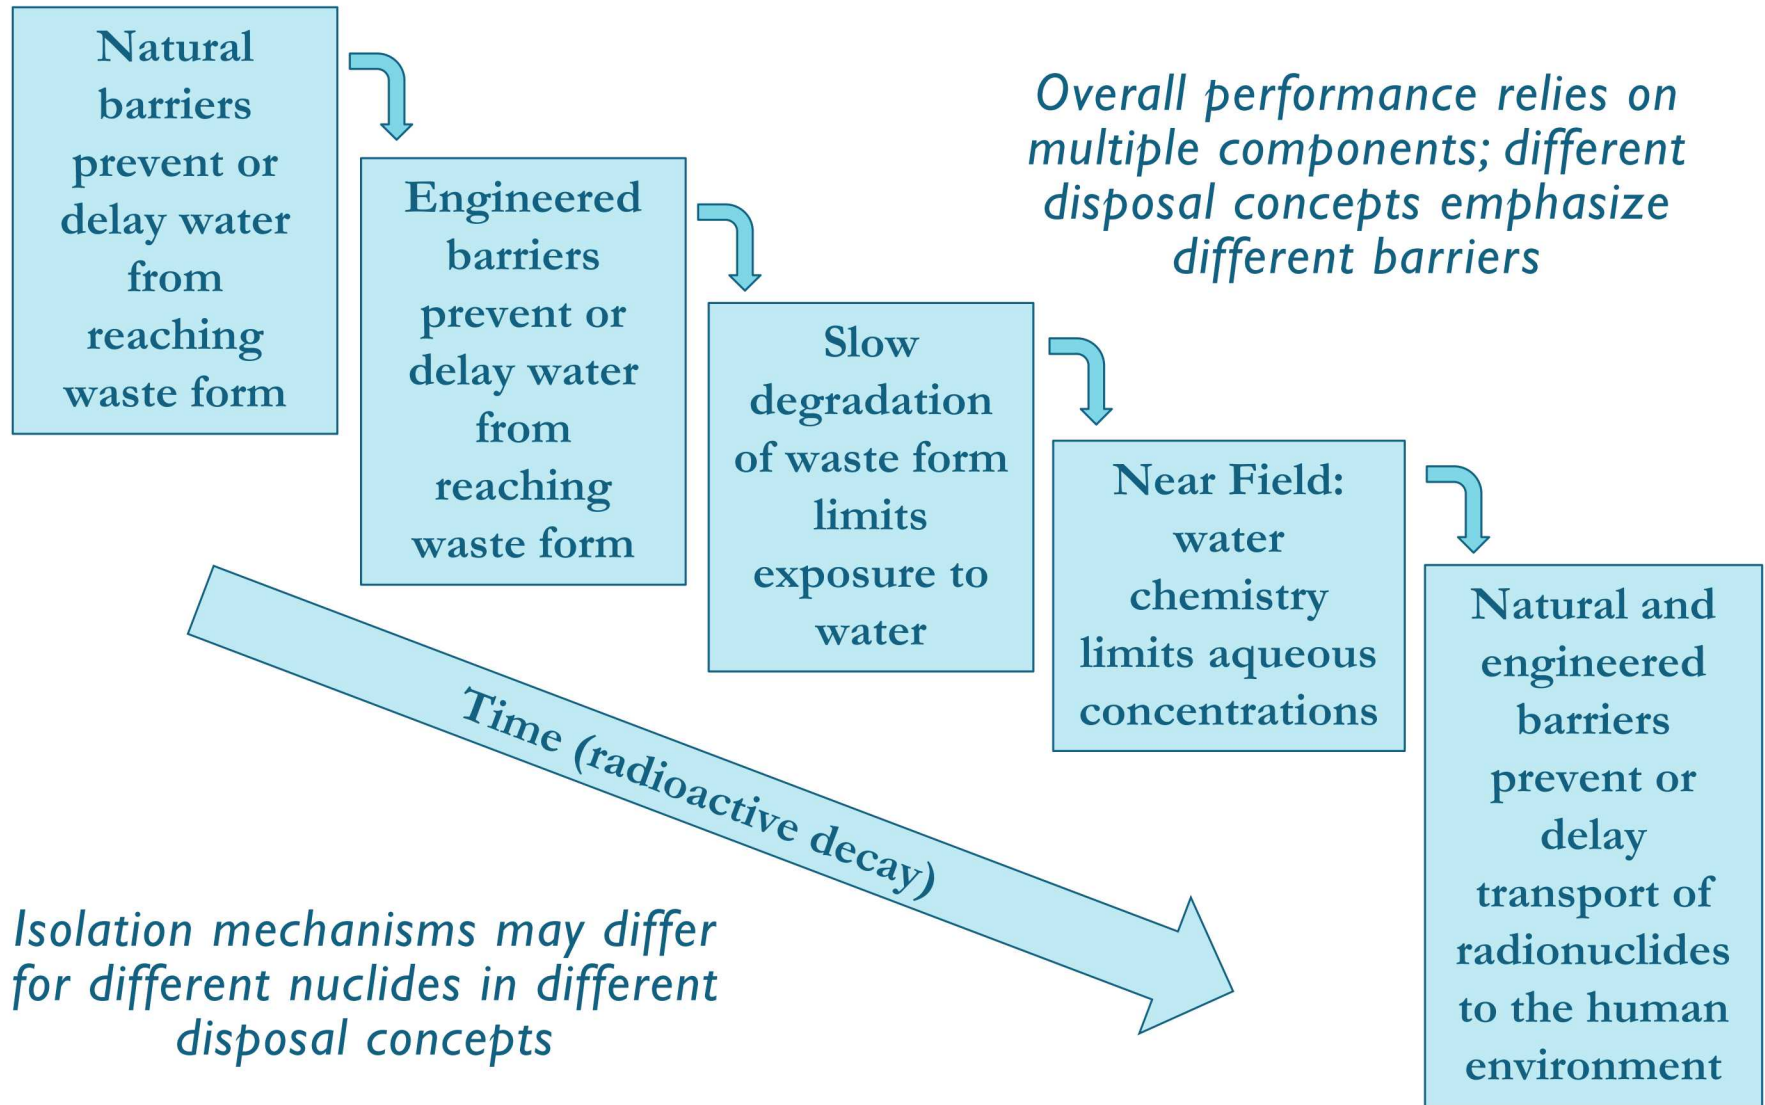 Natural
barriers
prevent or
delay water
from
reaching
waste form
Engineered
barriers
prevent or
delay water
from
reaching
waste form
Slow
degradation
of waste form
limits
exposure to
water
Near Field:
water
chemistry
limits aqueous
concentrations
Natural and
engineered
barriers
prevent or
delay
transport of
radionuclides
to the human
environment
Overall performance relies on
multiple components; different
disposal concepts emphasize
different barriers
Time (radioactive decay)
Isolation mechanisms may differ
for different nuclides in different
disposal concepts